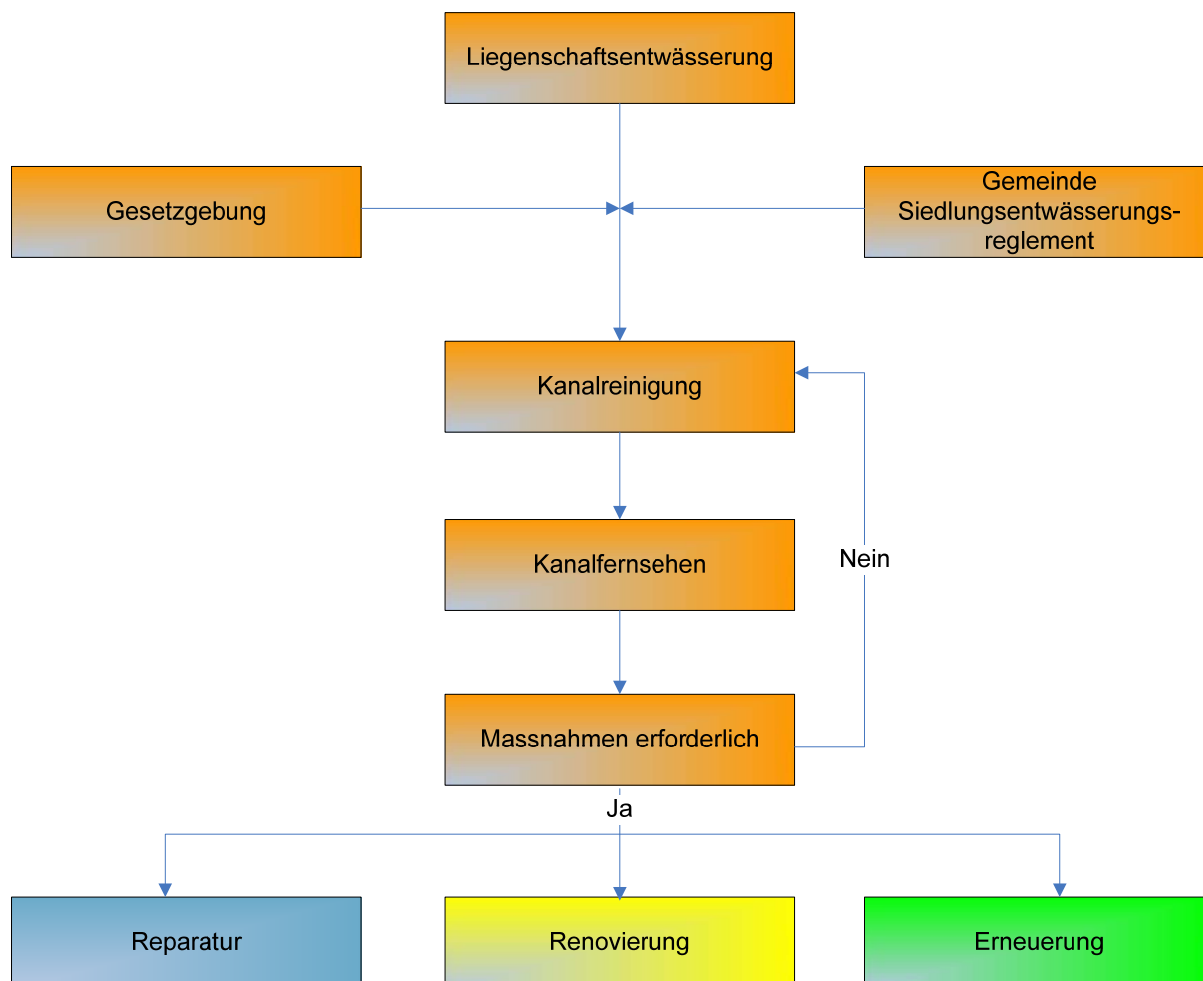 Liegenschaftsentwässerung
Gesetzgebung
Gemeinde
Siedlungsentwässerungs-
reglement
Kanalreinigung
Kanalfernsehen
Nein
Massnahmen erforderlich
Ja
Reparatur
Renovierung
Erneuerung